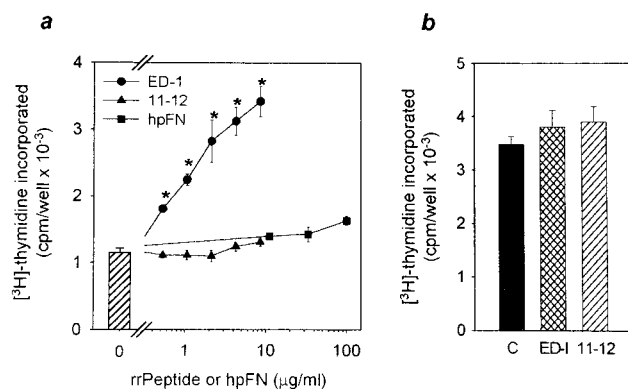 a
b
[³H]-thymidine incorporated
(cpm/well x 10⁻³)
4
3
2
1
0
ED-1
11-12
hpFN
*
*
*
*
*
0
1
10
100
rrPeptide or hpFN (μg/ml)
[³H]-thymidine incorporated
(cpm/well x 10⁻³)
5
4
3
2
1
0
C
ED-I
11-12